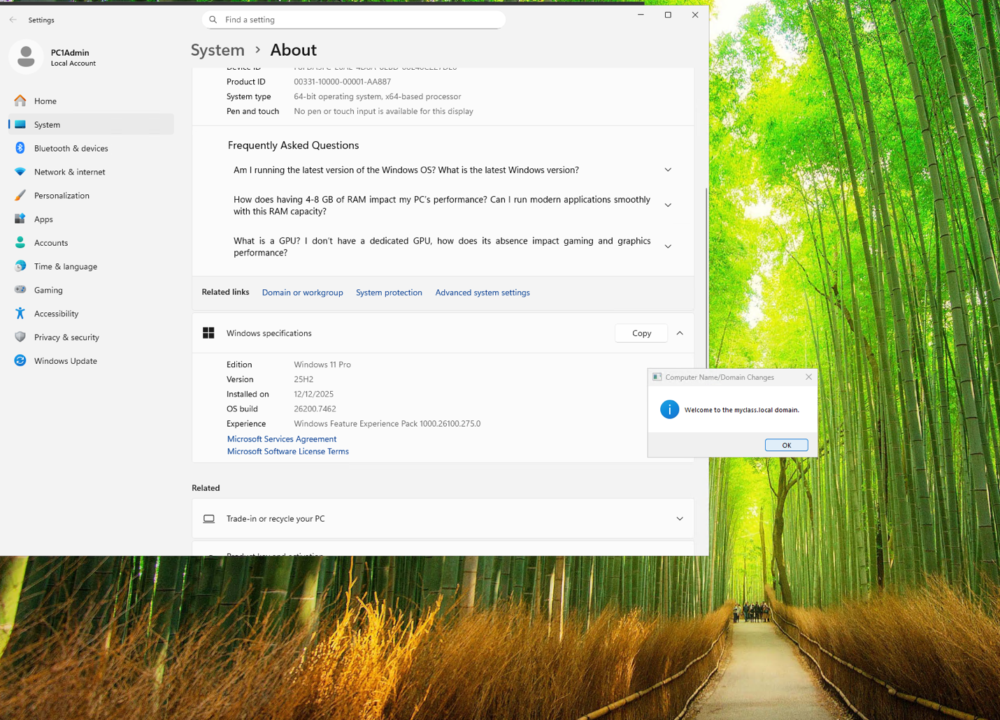 Settings
Find a setting
PC1Admin
Local Account
Home
System
Bluetooth & devices
Network & internet
Personalization
Apps
Accounts
Time & language
Gaming
Accessibility
Privacy & security
Windows Update
System > About
Device ID
Product ID 00331-10000-00001-AA887
System type 64-bit operating system, x64-based processor
Pen and touch No pen or touch input is available for this display
Frequently Asked Questions
Am I running the latest version of the Windows OS? What is the latest Windows version?
How does having 4-8 GB of RAM impact my PC's performance? Can I run modern applications smoothly
with this RAM capacity?
What is a GPU? I don't have a dedicated GPU, how does its absence impact gaming and graphics
performance?
Related links Domain or workgroup System protection Advanced system settings
Windows specifications Copy
Edition Windows 11 Pro
Version 25H2
Installed on 12/12/2025
OS build 26200.7462
Experience Windows Feature Experience Pack 1000.26100.275.0
Microsoft Services Agreement
Microsoft Software License Terms
Related
Trade-in or recycle your PC
Product key and activation
Computer Name/Domain Changes
Welcome to the myclass.local domain.
OK